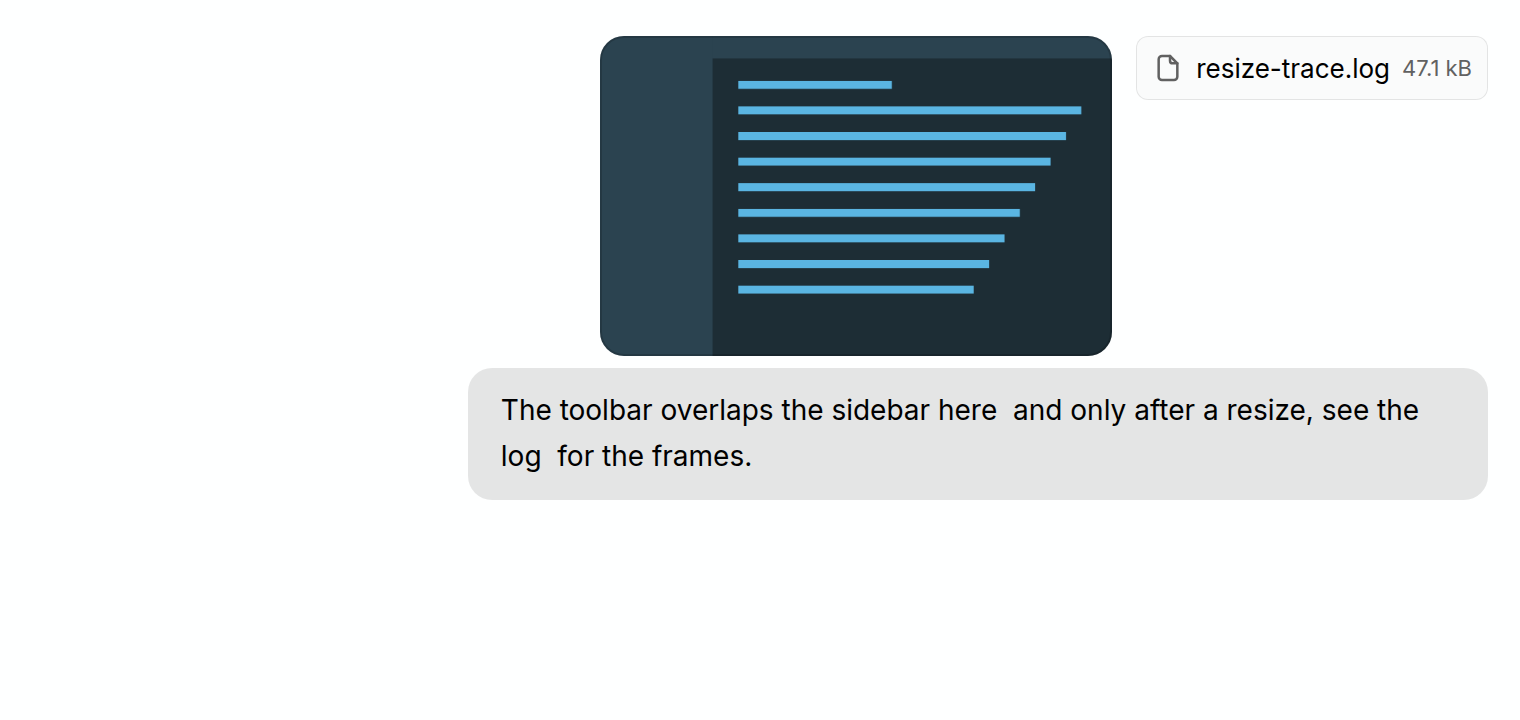 resize-trace.log 47.1 kB
The toolbar overlaps the sidebar here  and only after a resize, see the
log  for the frames.